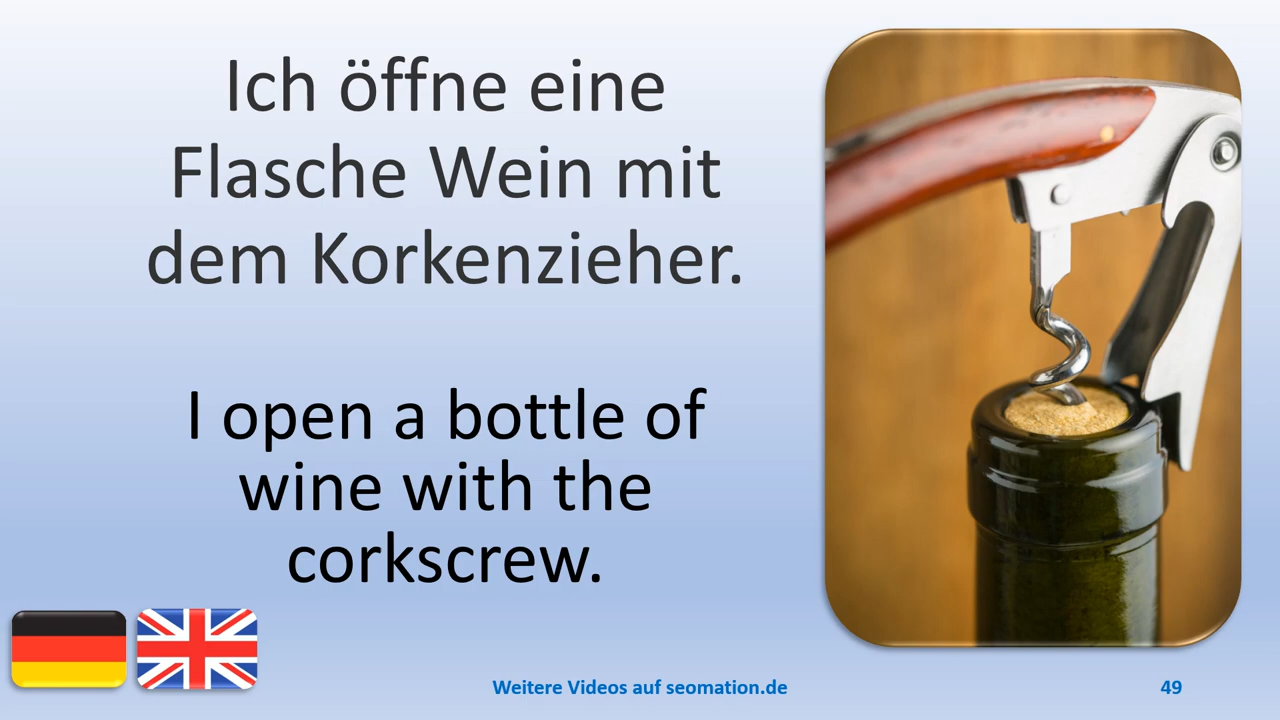 Ich öffne eine
Flasche Wein mit
dem Korkenzieher.
I open a bottle of
wine with the
corkscrew.
Weitere Videos auf seomation.de
49